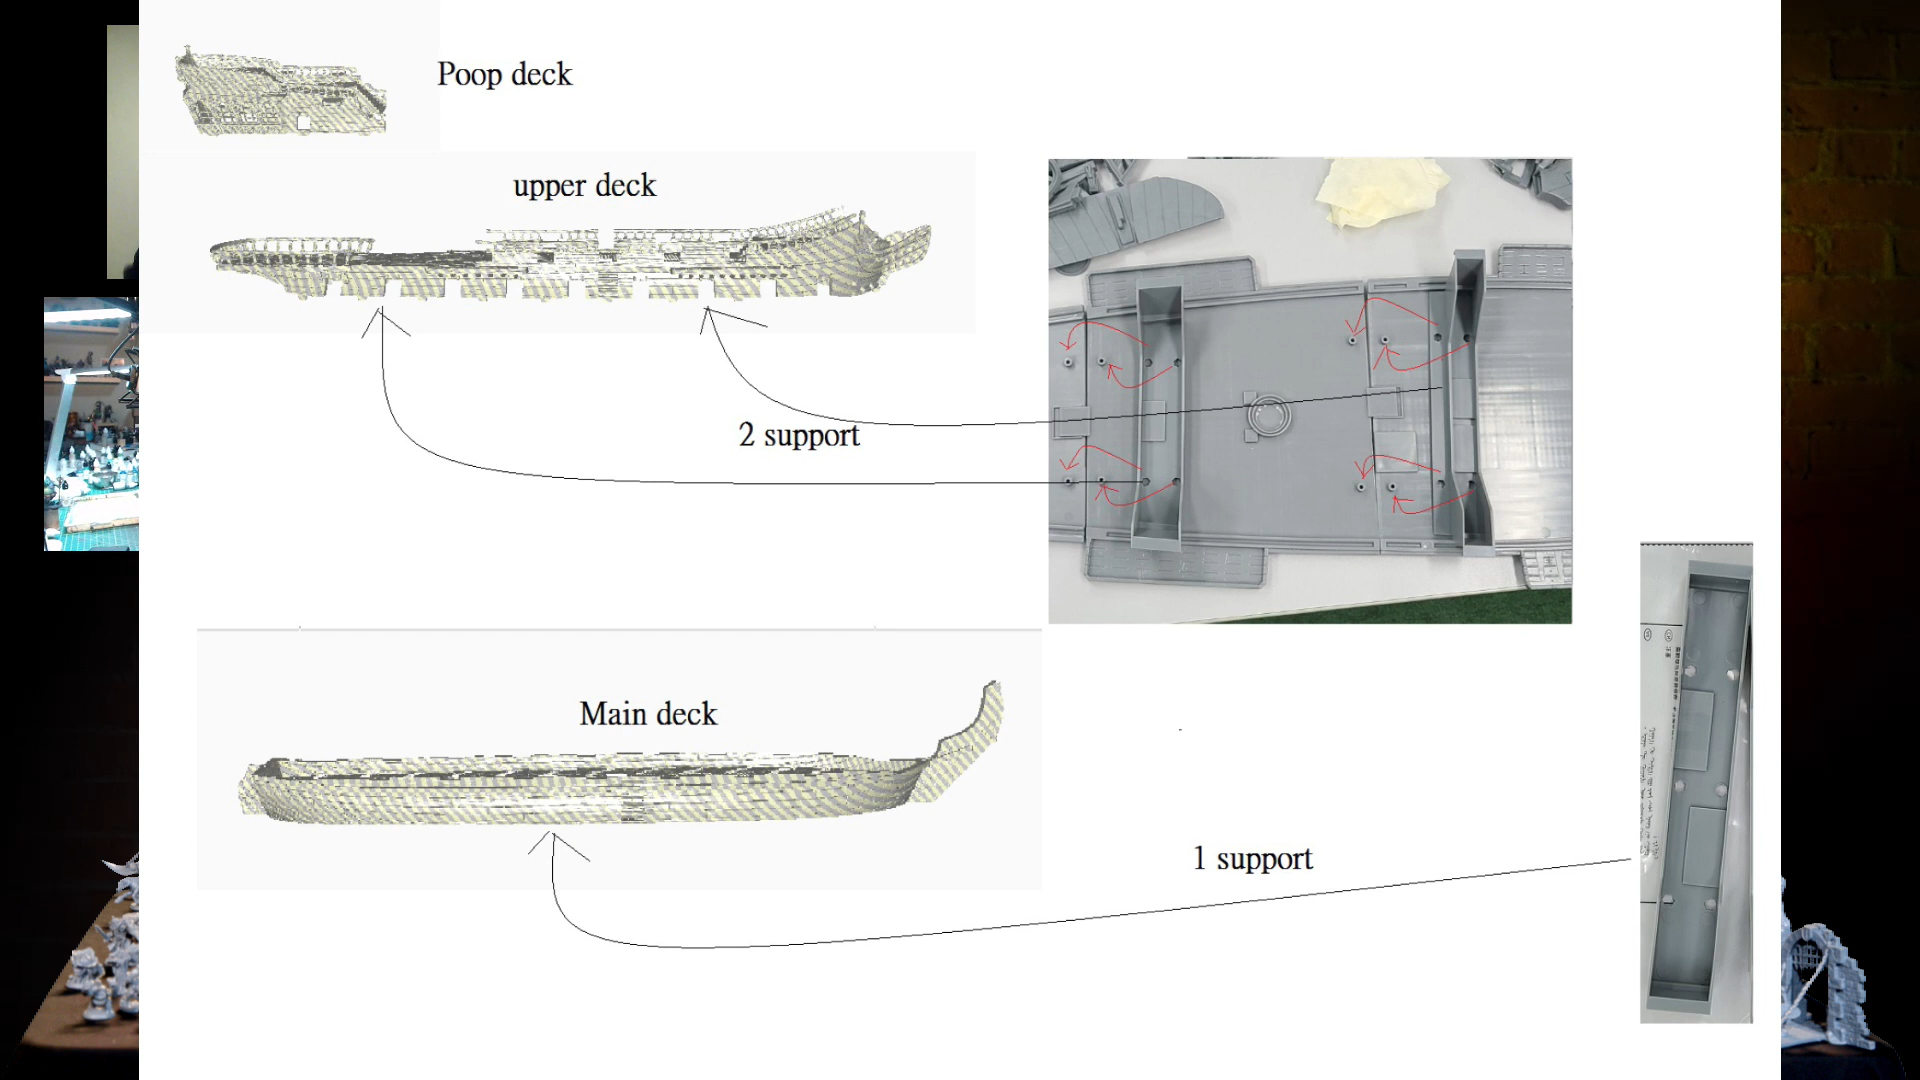 Poop deck
upper deck
2 support
Main deck
1 support